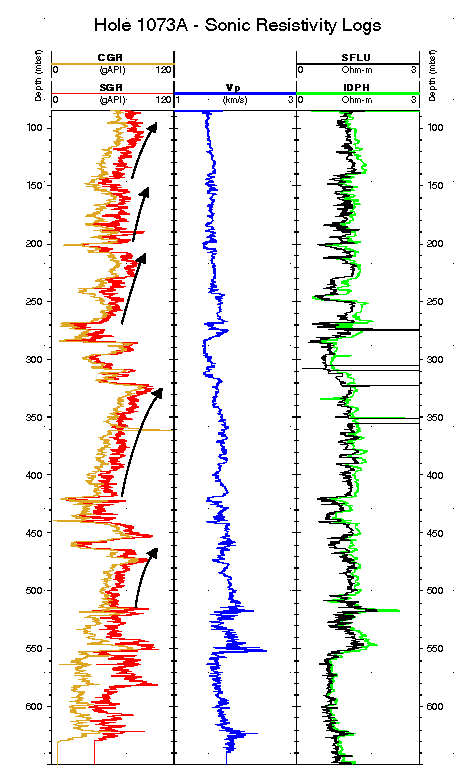 Hole 1073A - Sonic Resistivity Logs
CGR SFLU
0 (gAPI) 120 0 Ohm-m 3
SGR Vp IDPH
0 (gAPI) 120 1 (km/s) 3 0 Ohm-m 3
Depth (mbsf) Depth (mbsf)
100 100
150 150
200 200
250 250
300 300
350 350
400 400
450 450
500 500
550 550
600 600